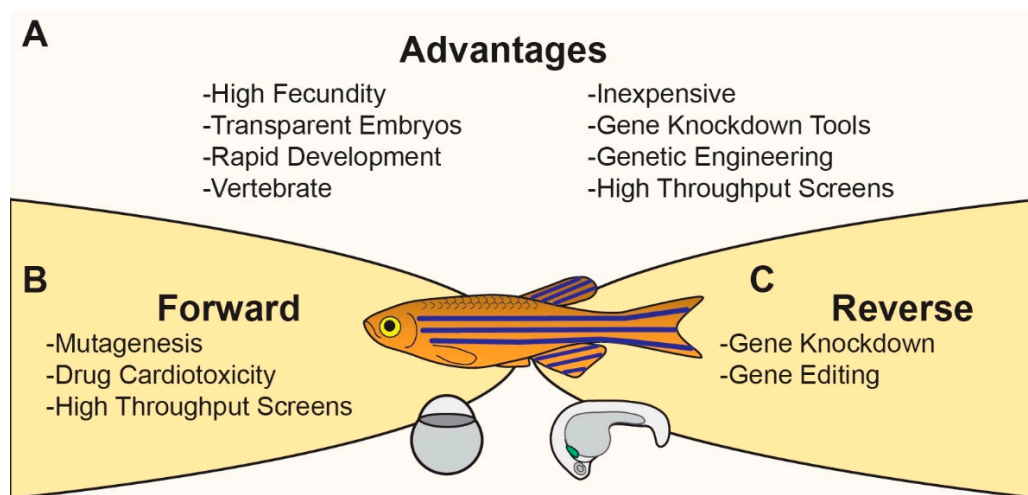 A
Advantages
-High Fecundity
-Transparent Embryos
-Rapid Development
-Vertebrate
-Inexpensive
-Gene Knockdown Tools
-Genetic Engineering
-High Throughput Screens
B
Forward
-Mutagenesis
-Drug Cardiotoxicity
-High Throughput Screens
C
Reverse
-Gene Knockdown
-Gene Editing